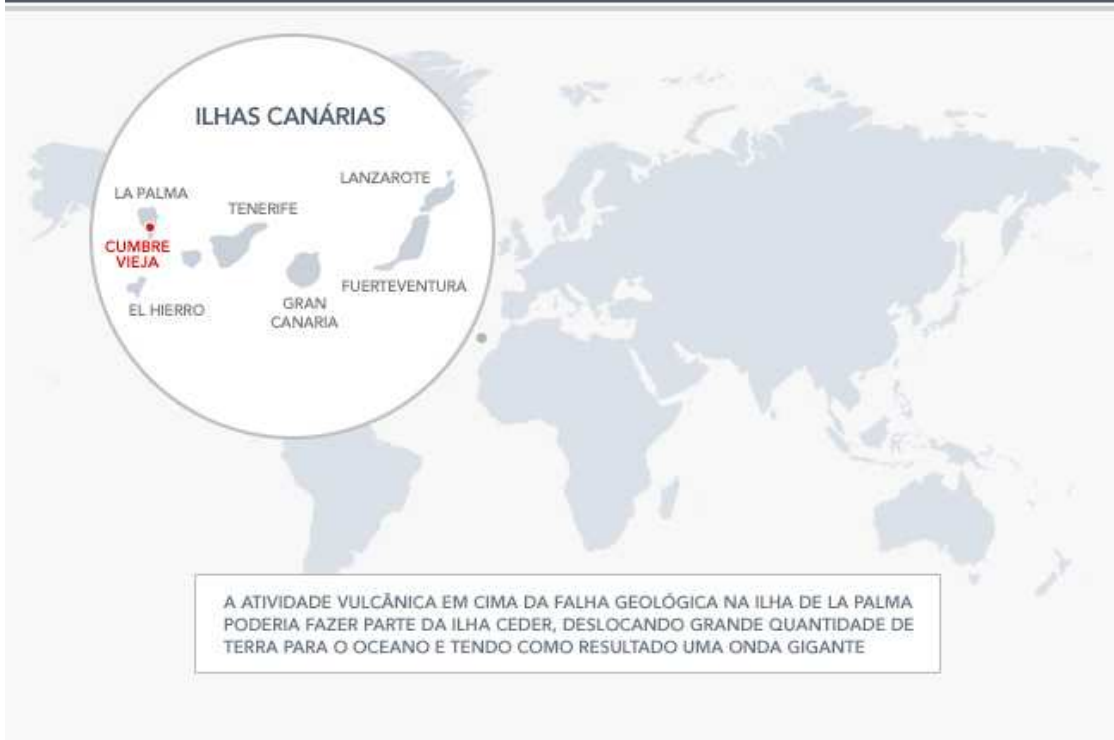 ILHAS CANÁRIAS
LANZAROTE
LA PALMA
TENERIFE
CUMBRE
VIEJA
FUERTEVENTURA
EL HIERRO
GRAN
CANARIA
A ATIVIDADE VULCÂNICA EM CIMA DA FALHA GEOLÓGICA NA ILHA DE LA PALMA
PODERIA FAZER PARTE DA ILHA CEDER, DESLOCANDO GRANDE QUANTIDADE DE
TERRA PARA O OCEANO E TENDO COMO RESULTADO UMA ONDA GIGANTE